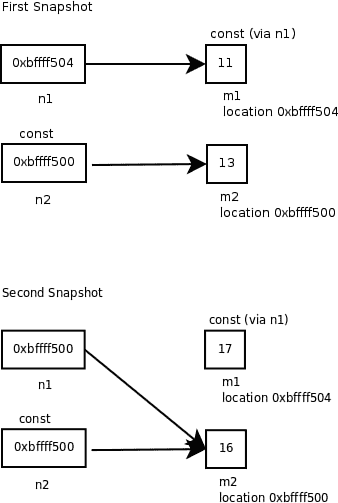 First Snapshot
const (via n1)
0xbffff504
11
n1
m1
location 0xbffff504
const
0xbffff500
13
n2
m2
location 0xbffff500
Second Snapshot
const (via n1)
0xbffff500
17
n1
m1
location 0xbffff504
const
0xbffff500
16
n2
m2
location 0xbffff500